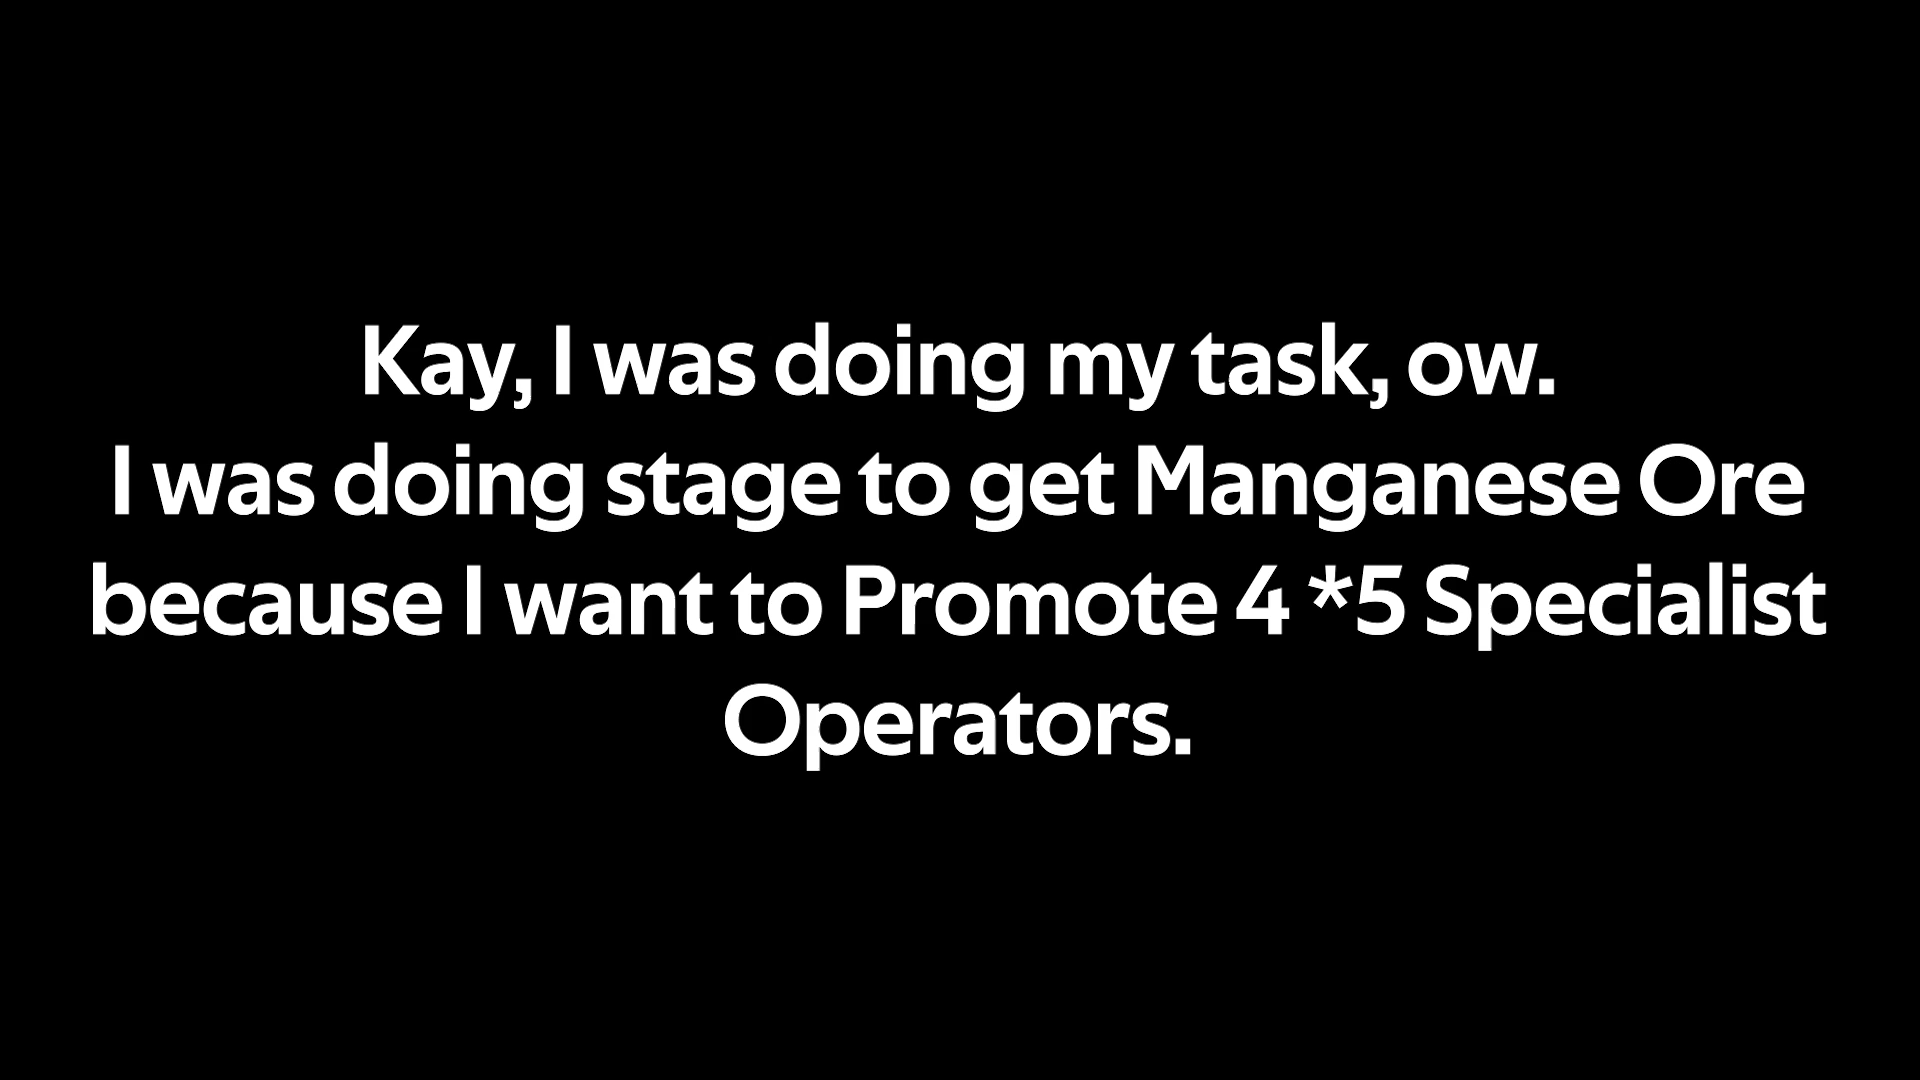 Kay, I was doing my task, ow.
I was doing stage to get Manganese Ore
because I want to Promote 4 *5 Specialist
Operators.